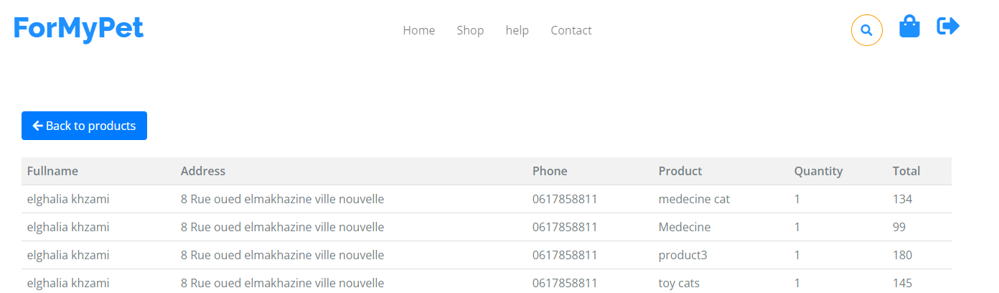 ForMyPet
Home Shop help Contact
Back to products
Fullname Address Phone Product Quantity Total
elghalia khzami 8 Rue oued elmakhazine ville nouvelle 0617858811 medecine cat 1 134
elghalia khzami 8 Rue oued elmakhazine ville nouvelle 0617858811 Medecine 1 99
elghalia khzami 8 Rue oued elmakhazine ville nouvelle 0617858811 product3 1 180
elghalia khzami 8 Rue oued elmakhazine ville nouvelle 0617858811 toy cats 1 145